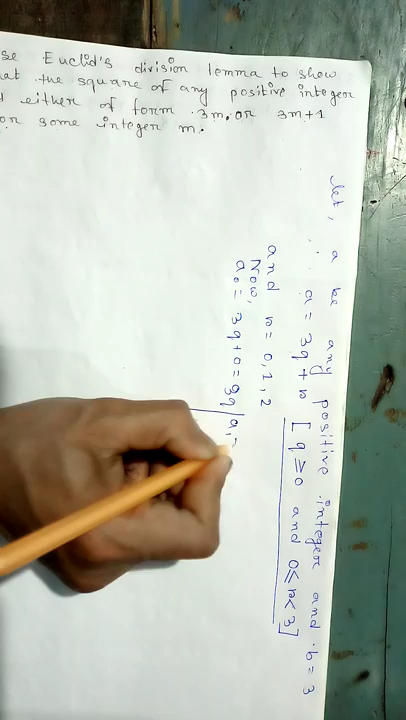 se Euclid's division lemma to show
at the square of any positive integer
either of form 3m, or 3m+1
or some integer m.
let, a be any positive integer and b=3
∴ a = 3q+r [q≥0 and 0≤r<3]
and r = 0,1,2
Now,
a₀ = 3q+0 = 3q | a₁ =